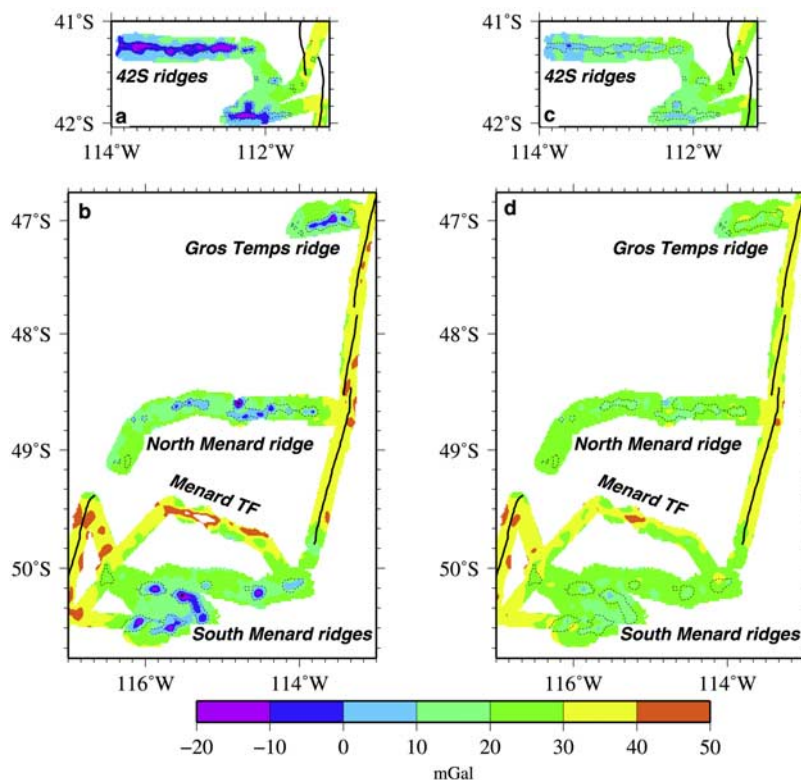 41°S
42S ridges
a
42°S
114°W
112°W
41°S
42S ridges
c
42°S
114°W
112°W
b
47°S
Gros Temps ridge
48°S
North Menard ridge
49°S
Menard TF
50°S
South Menard ridges
116°W
114°W
d
47°S
Gros Temps ridge
48°S
North Menard ridge
49°S
Menard TF
50°S
South Menard ridges
116°W
114°W
−20 −10 0 10 20 30 40 50
mGal